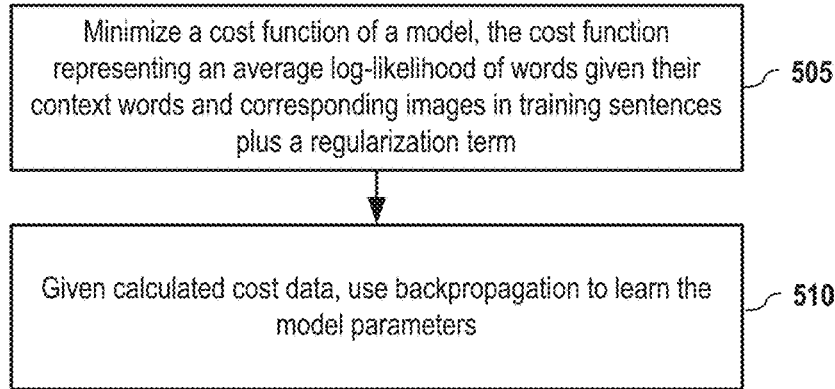 Minimize a cost function of a model, the cost function
representing an average log-likelihood of words given their
context words and corresponding images in training sentences
plus a regularization term
505
Given calculated cost data, use backpropagation to learn the
model parameters
510